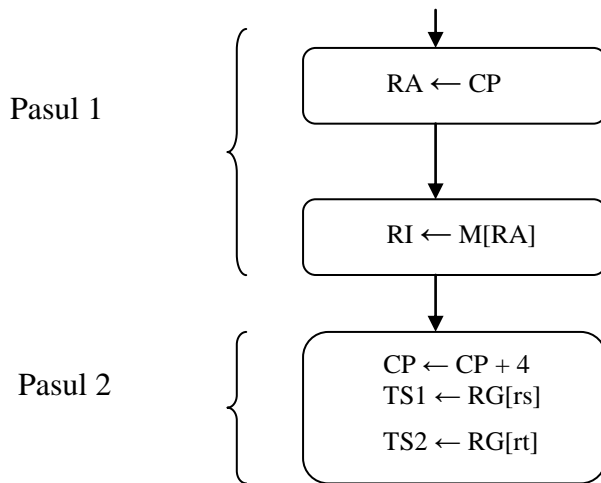 Pasul 1
RA ← CP
RI ← M[RA]
Pasul 2
CP ← CP + 4
TS1 ← RG[rs]
TS2 ← RG[rt]